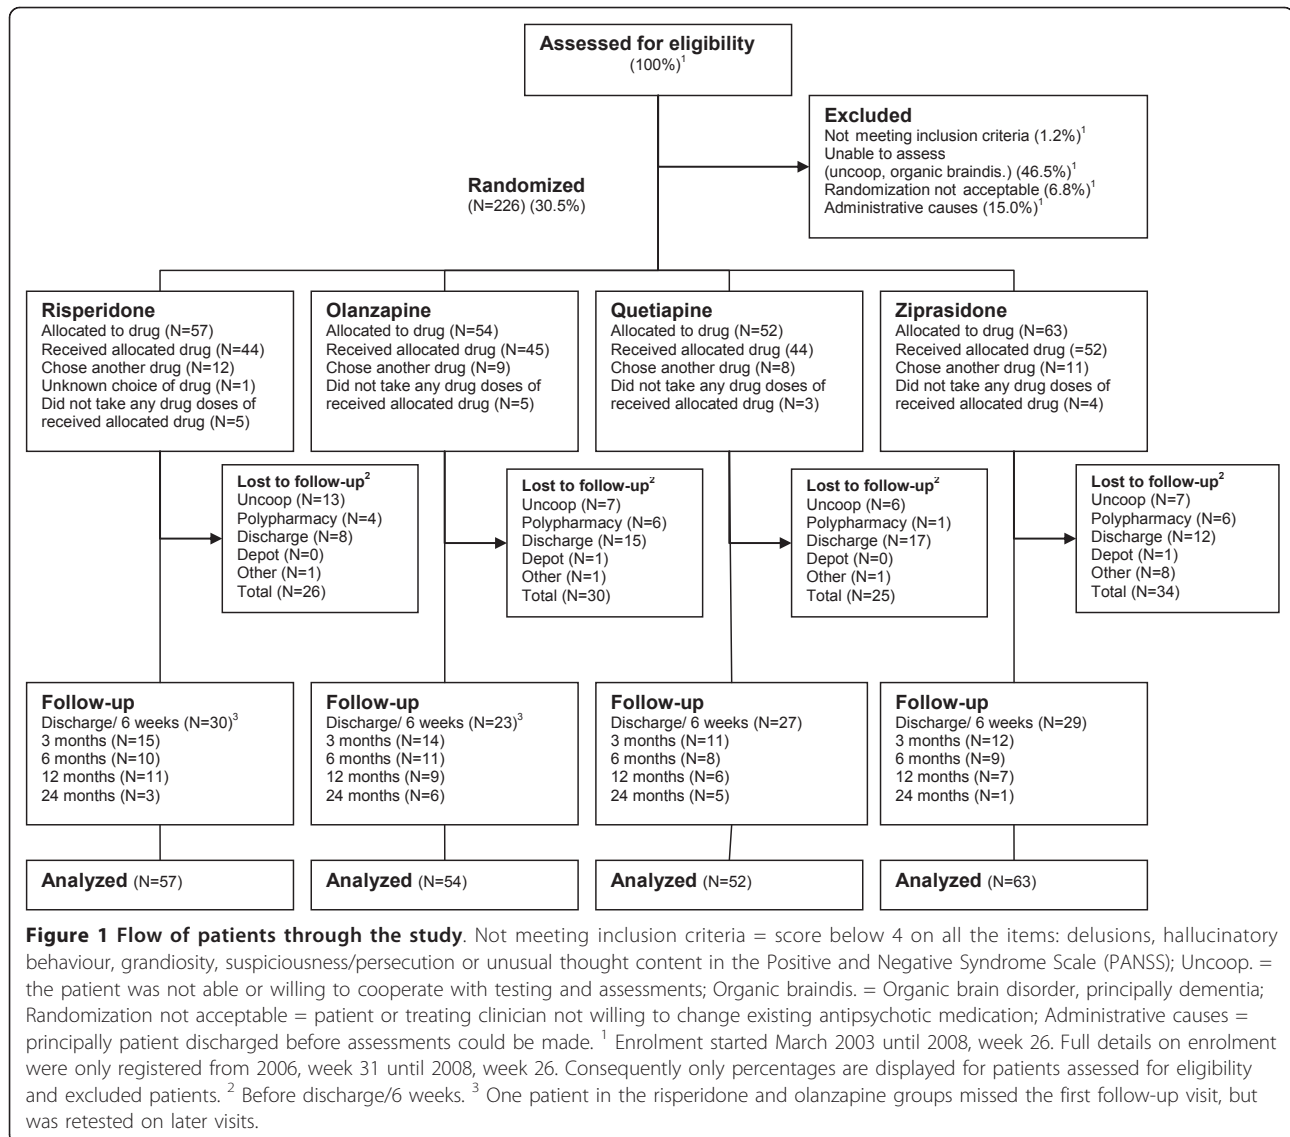 Assessed for eligibility
(100%)¹
Excluded
Not meeting inclusion criteria (1.2%)¹
Unable to assess
(uncoop, organic braindis.) (46.5%)¹
Randomization not acceptable (6.8%)¹
Administrative causes (15.0%)¹
Randomized
(N=226) (30.5%)
Risperidone
Allocated to drug (N=57)
Received allocated drug (N=44)
Chose another drug (N=12)
Unknown choice of drug (N=1)
Did not take any drug doses of
received allocated drug (N=5)
Olanzapine
Allocated to drug (N=54)
Received allocated drug (N=45)
Chose another drug (N=9)
Did not take any drug doses of
received allocated drug (N=5)
Quetiapine
Allocated to drug (N=52)
Received allocated drug (44)
Chose another drug (N=8)
Did not take any drug doses of
received allocated drug (N=3)
Ziprasidone
Allocated to drug (N=63)
Received allocated drug (=52)
Chose another drug (N=11)
Did not take any drug doses of
received allocated drug (N=4)
Lost to follow-up²
Uncoop (N=13)
Polypharmacy (N=4)
Discharge (N=8)
Depot (N=0)
Other (N=1)
Total (N=26)
Lost to follow-up²
Uncoop (N=7)
Polypharmacy (N=6)
Discharge (N=15)
Depot (N=1)
Other (N=1)
Total (N=30)
Lost to follow-up²
Uncoop (N=6)
Polypharmacy (N=1)
Discharge (N=17)
Depot (N=0)
Other (N=1)
Total (N=25)
Lost to follow-up²
Uncoop (N=7)
Polypharmacy (N=6)
Discharge (N=12)
Depot (N=1)
Other (N=8)
Total (N=34)
Follow-up
Discharge/ 6 weeks (N=30)³
3 months (N=15)
6 months (N=10)
12 months (N=11)
24 months (N=3)
Follow-up
Discharge/ 6 weeks (N=23)³
3 months (N=14)
6 months (N=11)
12 months (N=9)
24 months (N=6)
Follow-up
Discharge/ 6 weeks (N=27)
3 months (N=11)
6 months (N=8)
12 months (N=6)
24 months (N=5)
Follow-up
Discharge/ 6 weeks (N=29)
3 months (N=12)
6 months (N=9)
12 months (N=7)
24 months (N=1)
Analyzed (N=57)
Analyzed (N=54)
Analyzed (N=52)
Analyzed (N=63)
Figure 1 Flow of patients through the study. Not meeting inclusion criteria = score below 4 on all the items: delusions, hallucinatory
behaviour, grandiosity, suspiciousness/persecution or unusual thought content in the Positive and Negative Syndrome Scale (PANSS); Uncoop. =
the patient was not able or willing to cooperate with testing and assessments; Organic braindis. = Organic brain disorder, principally dementia;
Randomization not acceptable = patient or treating clinician not willing to change existing antipsychotic medication; Administrative causes =
principally patient discharged before assessments could be made. ¹ Enrolment started March 2003 until 2008, week 26. Full details on enrolment
were only registered from 2006, week 31 until 2008, week 26. Consequently only percentages are displayed for patients assessed for eligibility
and excluded patients. ² Before discharge/6 weeks. ³ One patient in the risperidone and olanzapine groups missed the first follow-up visit, but
was retested on later visits.